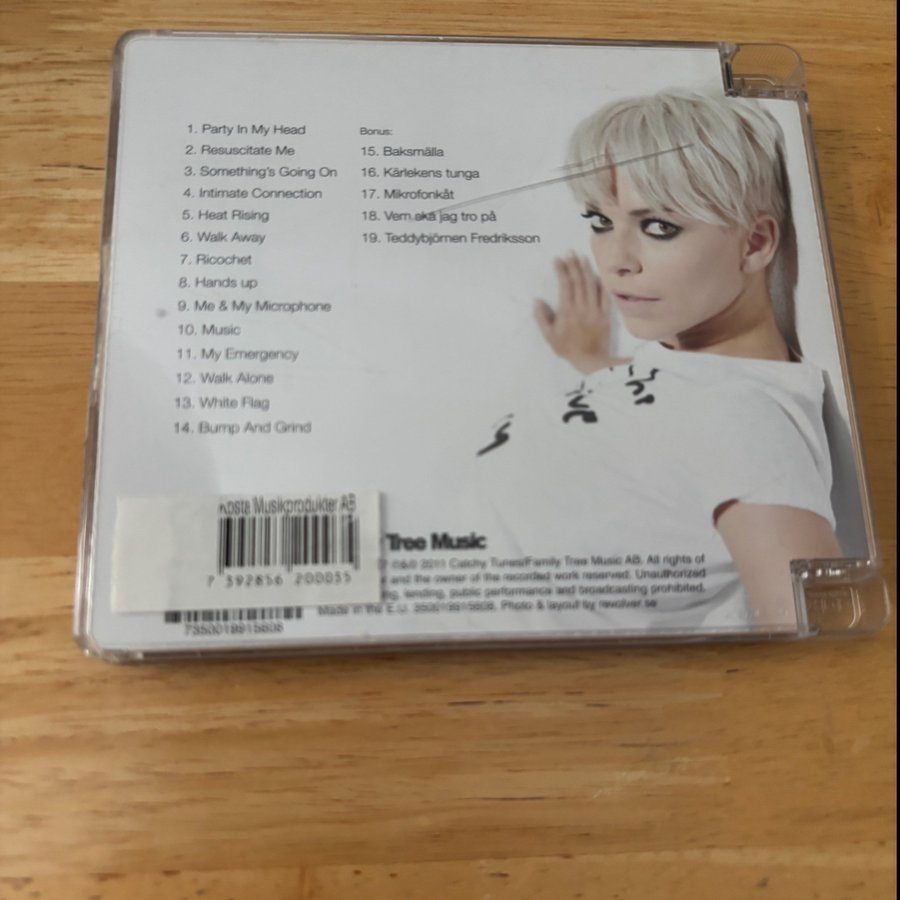 1. Party In My Head
2. Resuscitate Me
3. Something's Going On
4. Intimate Connection
5. Heat Rising
6. Walk Away
7. Ricochet
8. Hands up
9. Me & My Microphone
10. Music
11. My Emergency
12. Walk Alone
13. White Flag
14. Bump And Grind
Bonus:
15. Baksmälla
16. Kärlekens tunga
17. Mikrofonkåt
18. Vem ska jag tro på
19. Teddybjörnen Fredriksson
Kosta Musikprodukter AB
7 392856 200035
Tree Music
2011 Catchy Tunes/Family Tree Music AB. All rights of
and the owner of the recorded work reserved. Unauthorized
lending, public performance and broadcasting prohibited.
Made in the E.U. 353019915608. Photo & layout by revolver.se
7350019915608